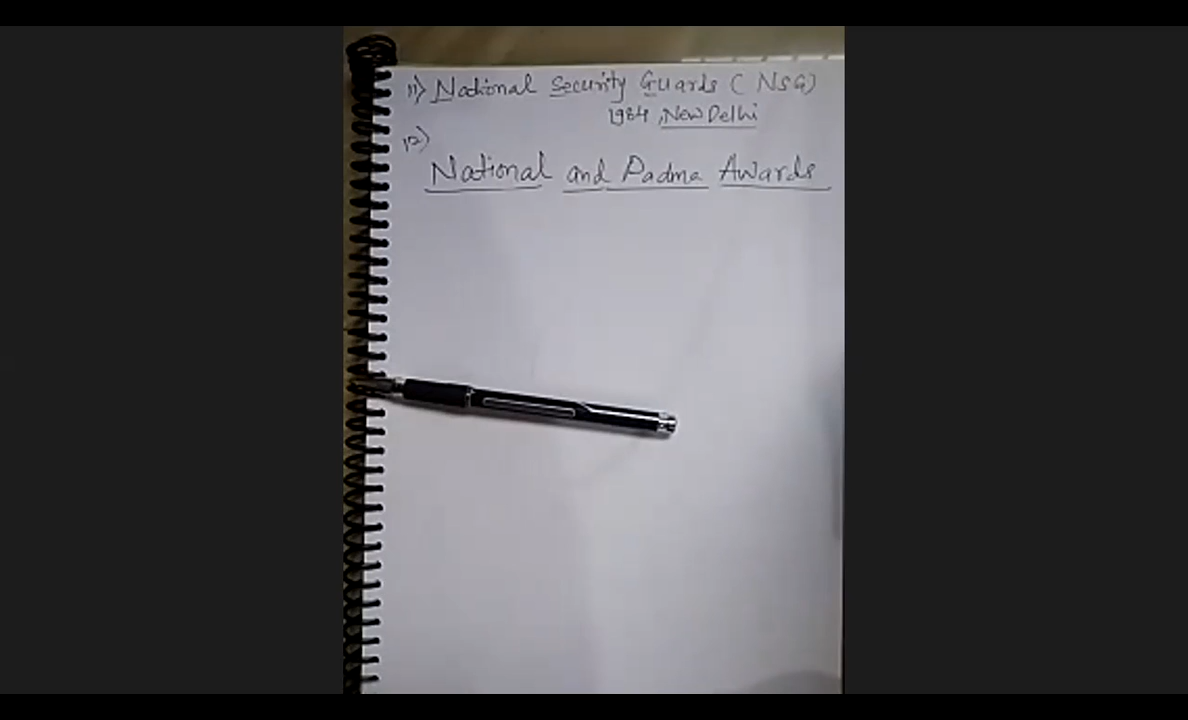 11) National Security Guards (NSG)
1984, New Delhi
12)
National and Padma Awards